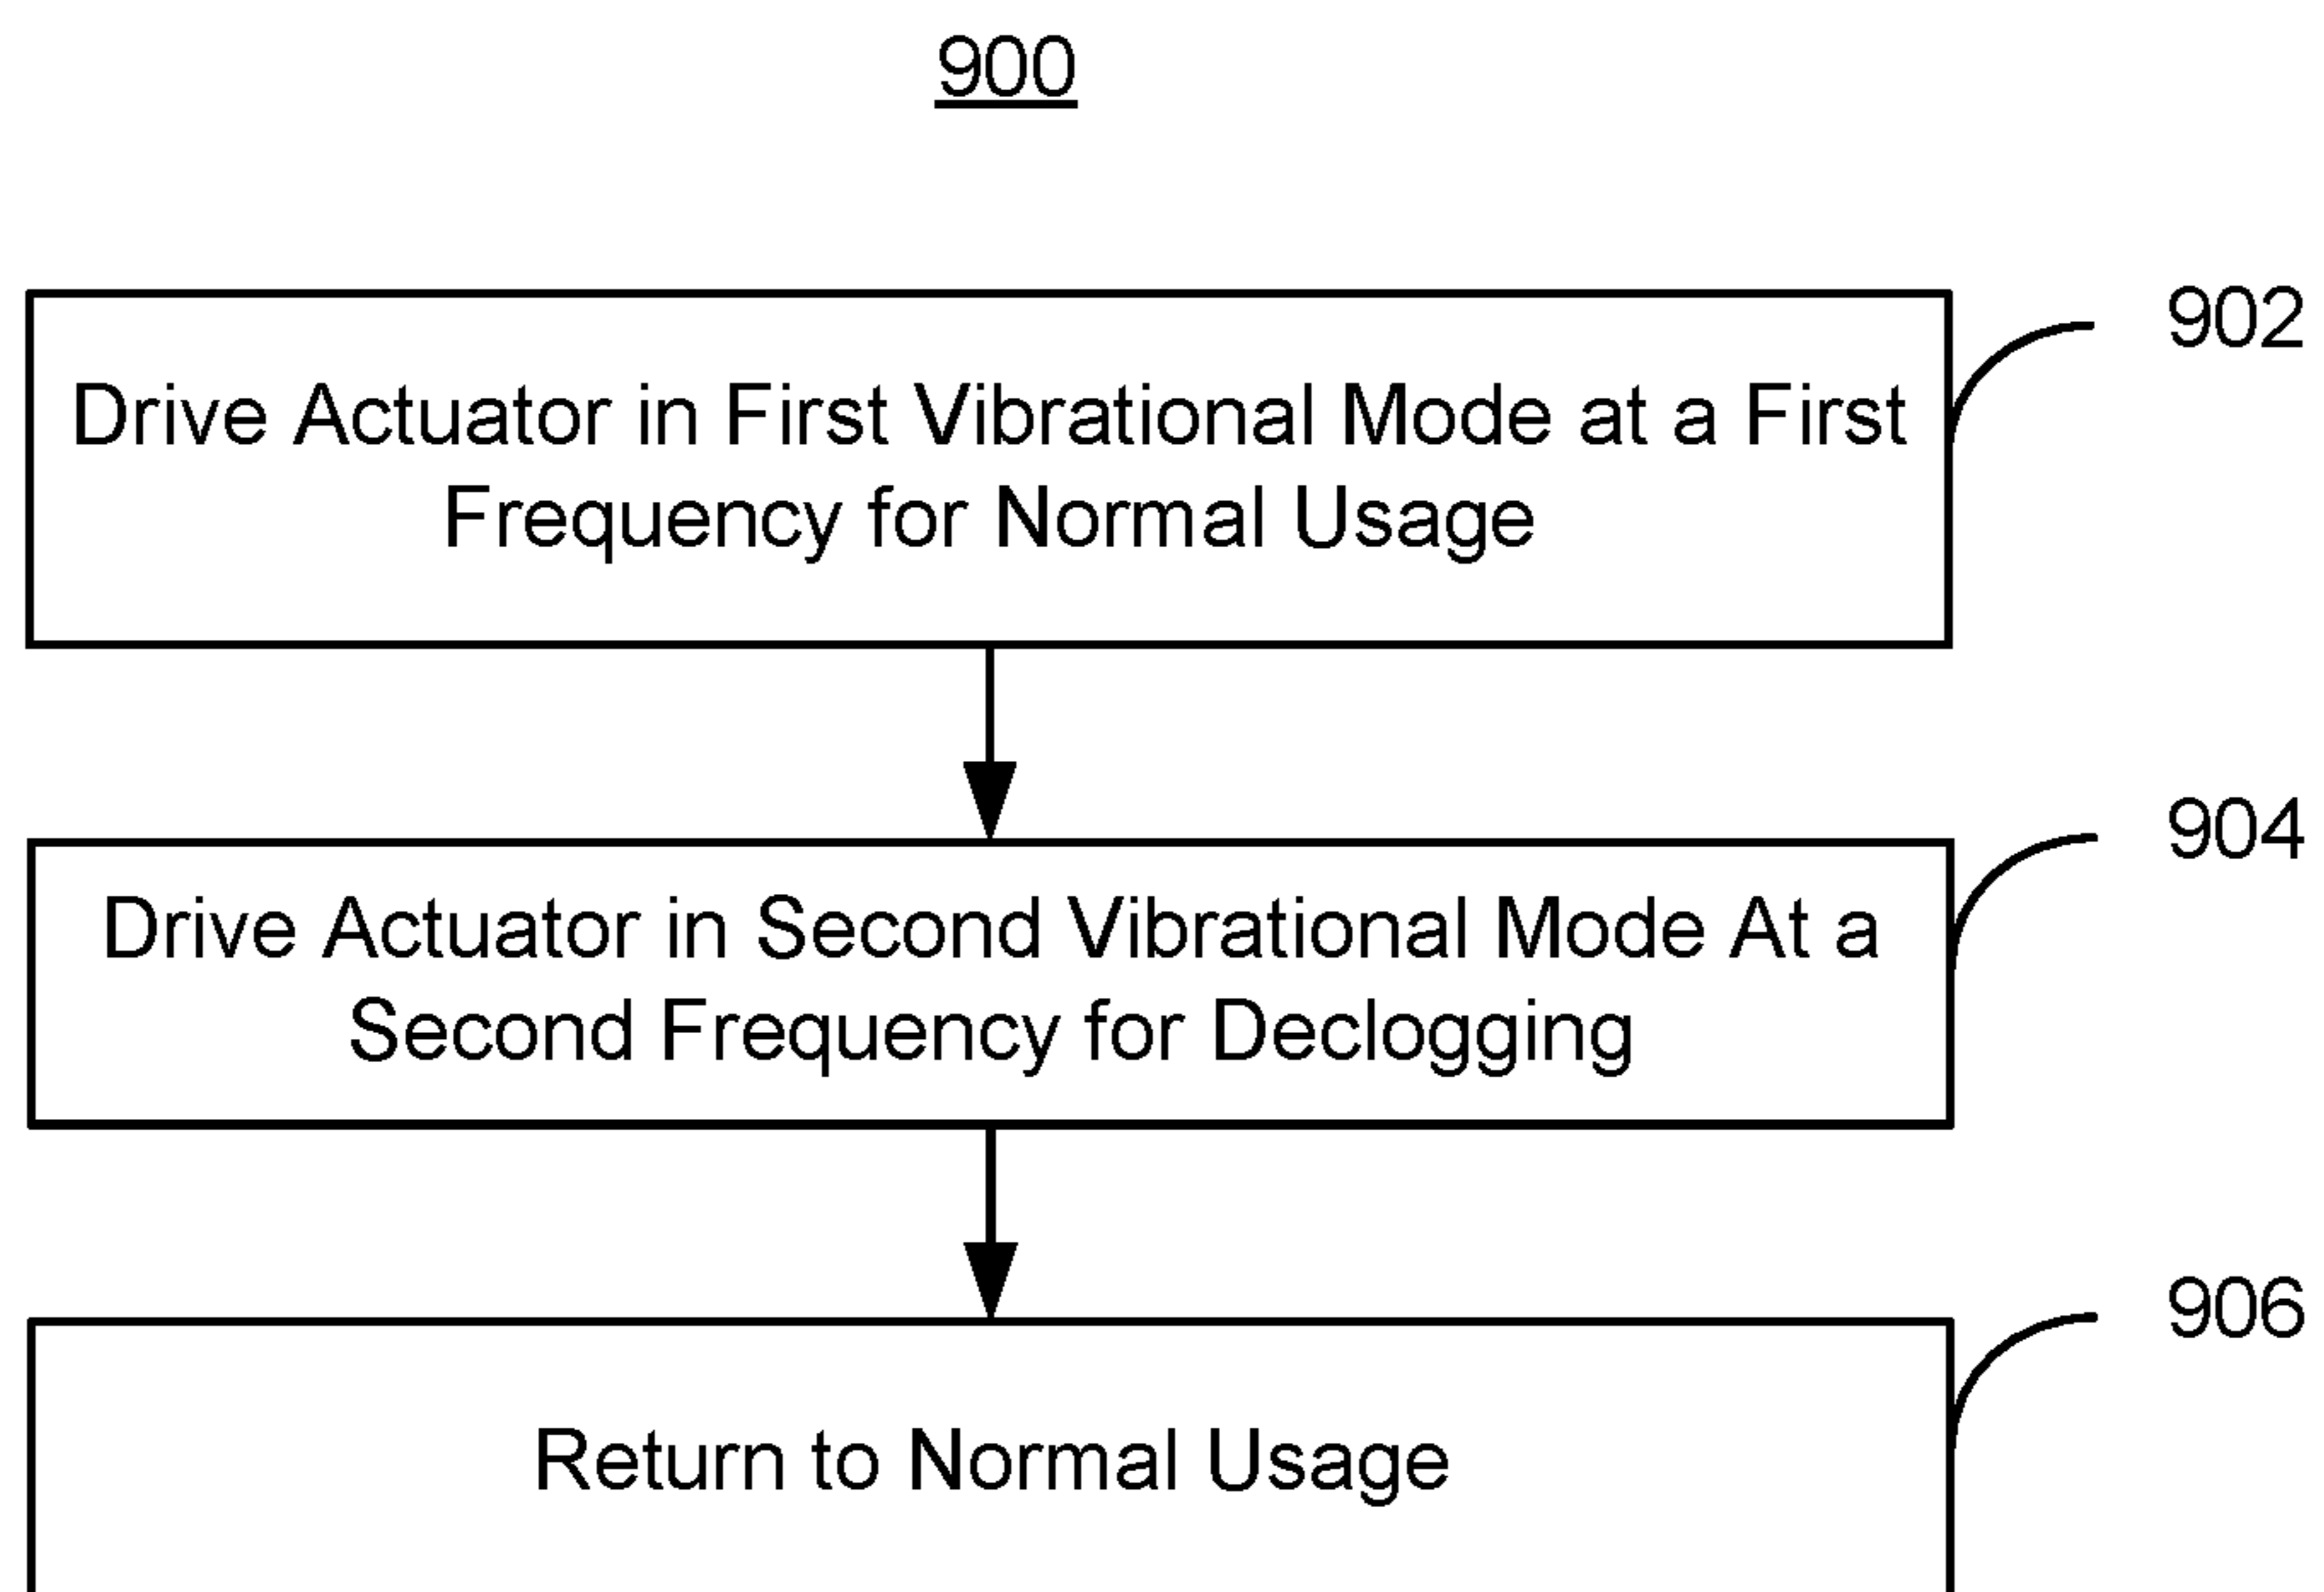 900
902
Drive Actuator in First Vibrational Mode at a First
Frequency for Normal Usage
904
Drive Actuator in Second Vibrational Mode At a
Second Frequency for Declogging
906
Return to Normal Usage